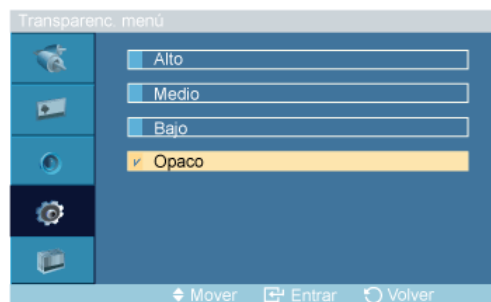 Transparenc. menú
Alto
Medio
Bajo
Opaco
Mover Entrar Volver